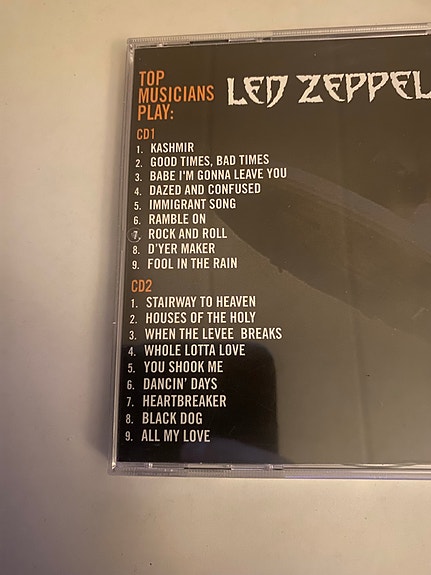 TOP
MUSICIANS
PLAY:
LED ZEPPEL
CD1
1. KASHMIR
2. GOOD TIMES, BAD TIMES
3. BABE I'M GONNA LEAVE YOU
4. DAZED AND CONFUSED
5. IMMIGRANT SONG
6. RAMBLE ON
7. ROCK AND ROLL
8. D'YER MAKER
9. FOOL IN THE RAIN
CD2
1. STAIRWAY TO HEAVEN
2. HOUSES OF THE HOLY
3. WHEN THE LEVEE BREAKS
4. WHOLE LOTTA LOVE
5. YOU SHOOK ME
6. DANCIN' DAYS
7. HEARTBREAKER
8. BLACK DOG
9. ALL MY LOVE